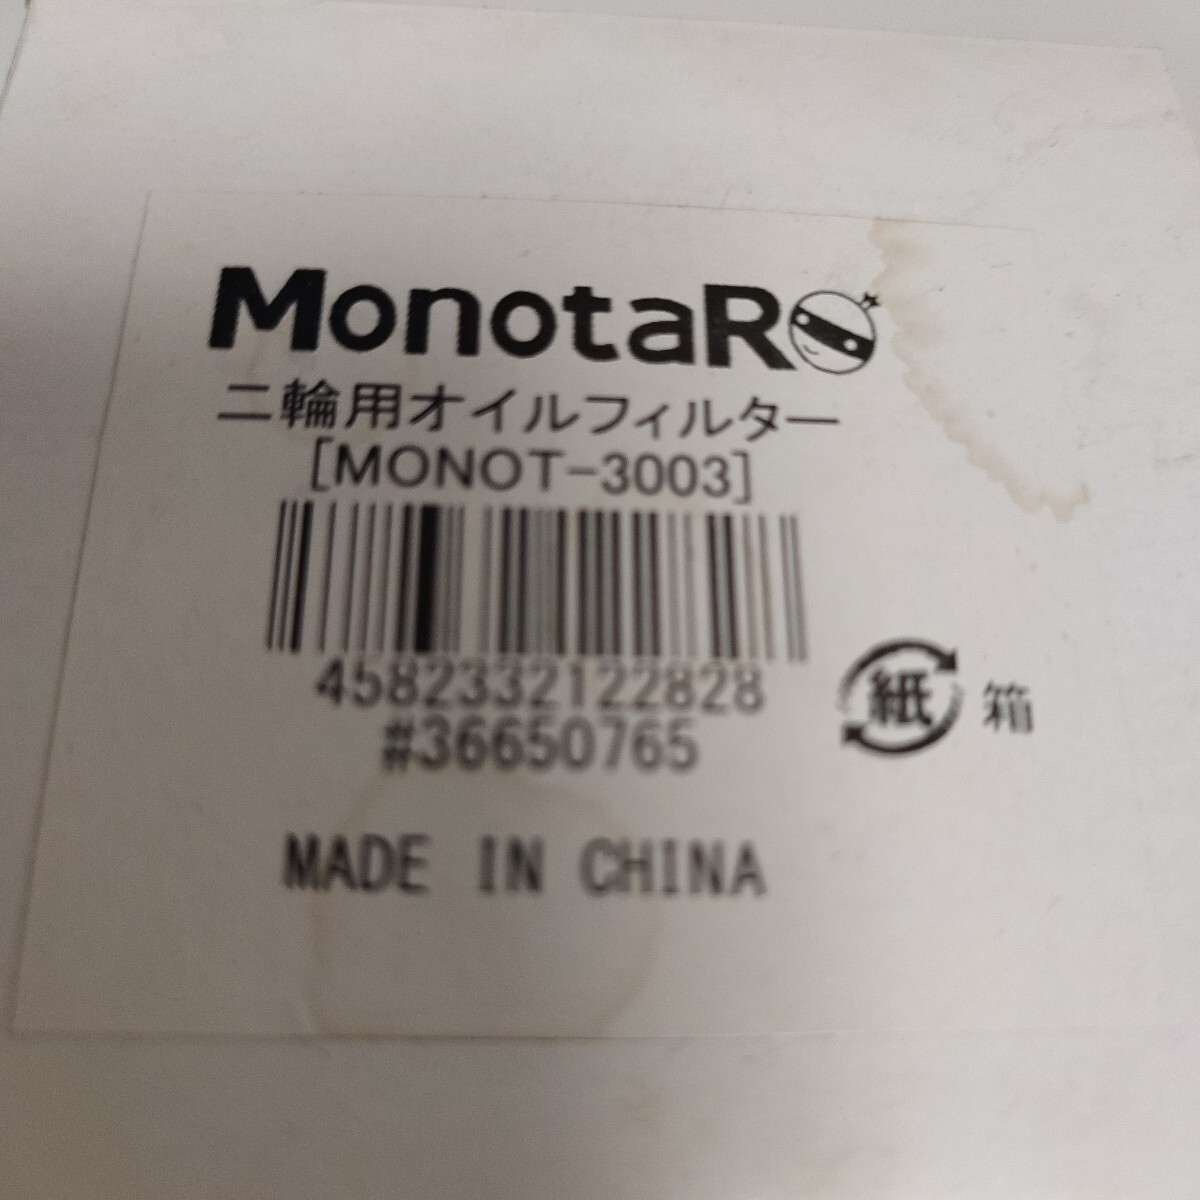 MonotaRO
二輪用オイルフィルター
[MONOT-3003]
4582332122828
#36650765
紙 箱
MADE IN CHINA